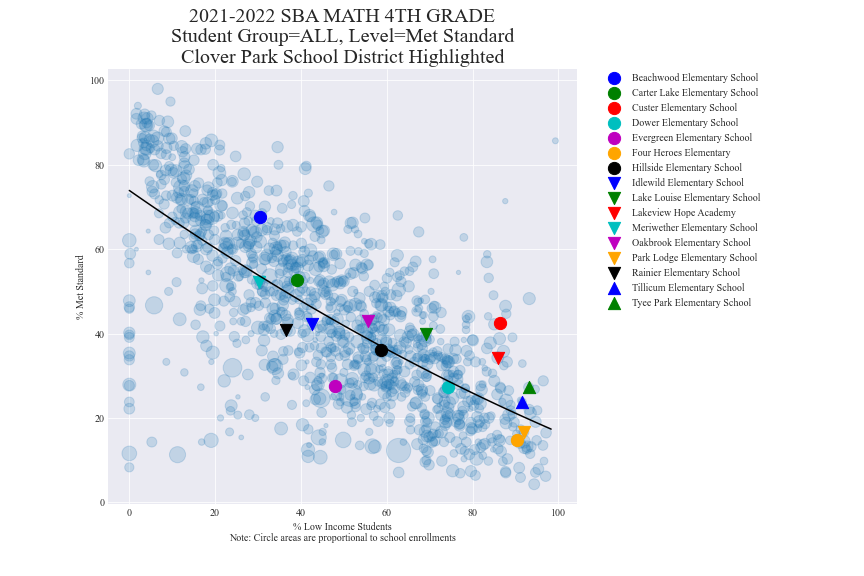 2021-2022 SBA MATH 4TH GRADE
Student Group=ALL, Level=Met Standard
Clover Park School District Highlighted
100
80
60
40
20
0
% Met Standard
0 20 40 60 80 100
% Low Income Students
Note: Circle areas are proportional to school enrollments
Beachwood Elementary School
Carter Lake Elementary School
Custer Elementary School
Dower Elementary School
Evergreen Elementary School
Four Heroes Elementary
Hillside Elementary School
Idlewild Elementary School
Lake Louise Elementary School
Lakeview Hope Academy
Meriwether Elementary School
Oakbrook Elementary School
Park Lodge Elementary School
Rainier Elementary School
Tillicum Elementary School
Tyee Park Elementary School